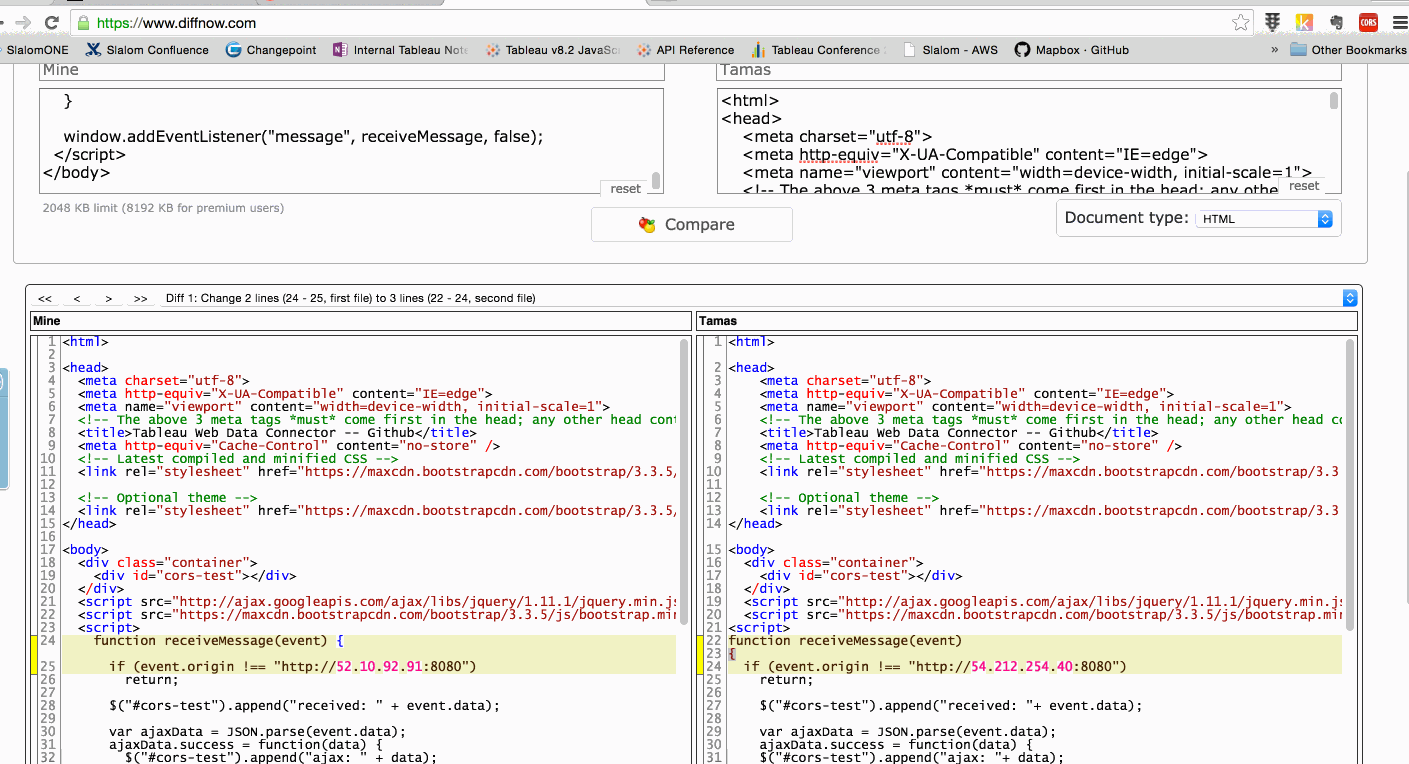 https://www.diffnow.com
SlalomONE
Slalom Confluence
Changepoint
Internal Tableau Note
Tableau v8.2 JavaSc
API Reference
Tableau Conference
Slalom - AWS
Mapbox · GitHub
» Other Bookmarks
CORS
Mine
Tamas
}
window.addEventListener("message", receiveMessage, false);
</script>
</body>
reset
<html>
<head>
<meta charset="utf-8">
<meta http-equiv="X-UA-Compatible" content="IE=edge">
<meta name="viewport" content="width=device-width, initial-scale=1">
<!-- The above 3 meta tags *must* come first in the head; any othe
reset
2048 KB limit (8192 KB for premium users)
Compare
Document type: HTML
<< < > >> Diff 1: Change 2 lines (24 - 25, first file) to 3 lines (22 - 24, second file)
Mine
1 <html>
2
3 <head>
4 <meta charset="utf-8">
5 <meta http-equiv="X-UA-Compatible" content="IE=edge">
6 <meta name="viewport" content="width=device-width, initial-scale=1">
7 <!-- The above 3 meta tags *must* come first in the head; any other head cont
8 <title>Tableau Web Data Connector -- Github</title>
9 <meta http-equiv="Cache-Control" content="no-store" />
10 <!-- Latest compiled and minified CSS -->
11 <link rel="stylesheet" href="https://maxcdn.bootstrapcdn.com/bootstrap/3.3.5/
12
13 <!-- Optional theme -->
14 <link rel="stylesheet" href="https://maxcdn.bootstrapcdn.com/bootstrap/3.3.5/
15 </head>
16
17 <body>
18 <div class="container">
19 <div id="cors-test"></div>
20 </div>
21 <script src="http://ajax.googleapis.com/ajax/libs/jquery/1.11.1/jquery.min.js
22 <script src="https://maxcdn.bootstrapcdn.com/bootstrap/3.3.5/js/bootstrap.min
23 <script>
24 function receiveMessage(event) {
25 if (event.origin !== "http://52.10.92.91:8080")
26 return;
27
28 $("#cors-test").append("received: " + event.data);
29
30 var ajaxData = JSON.parse(event.data);
31 ajaxData.success = function(data) {
32 $("#cors-test").append("ajax: " + data);
Tamas
1 <html>
2 <head>
3 <meta charset="utf-8">
4 <meta http-equiv="X-UA-Compatible" content="IE=edge">
5 <meta name="viewport" content="width=device-width, initial-scale=1">
6 <!-- The above 3 meta tags *must* come first in the head; any other head co
7 <title>Tableau Web Data Connector -- Github</title>
8 <meta http-equiv="Cache-Control" content="no-store" />
9 <!-- Latest compiled and minified CSS -->
10 <link rel="stylesheet" href="https://maxcdn.bootstrapcdn.com/bootstrap/3.3
11
12 <!-- Optional theme -->
13 <link rel="stylesheet" href="https://maxcdn.bootstrapcdn.com/bootstrap/3.3
14 </head>
15 <body>
16 <div class="container">
17 <div id="cors-test"></div>
18 </div>
19 <script src="http://ajax.googleapis.com/ajax/libs/jquery/1.11.1/jquery.min.js
20 <script src="https://maxcdn.bootstrapcdn.com/bootstrap/3.3.5/js/bootstrap.min
21 <script>
22 function receiveMessage(event)
23 {
24 if (event.origin !== "http://54.212.254.40:8080")
25 return;
26
27 $("#cors-test").append("received: "+ event.data);
28
29 var ajaxData = JSON.parse(event.data);
30 ajaxData.success = function(data) {
31 $("#cors-test").append("ajax: "+ data);